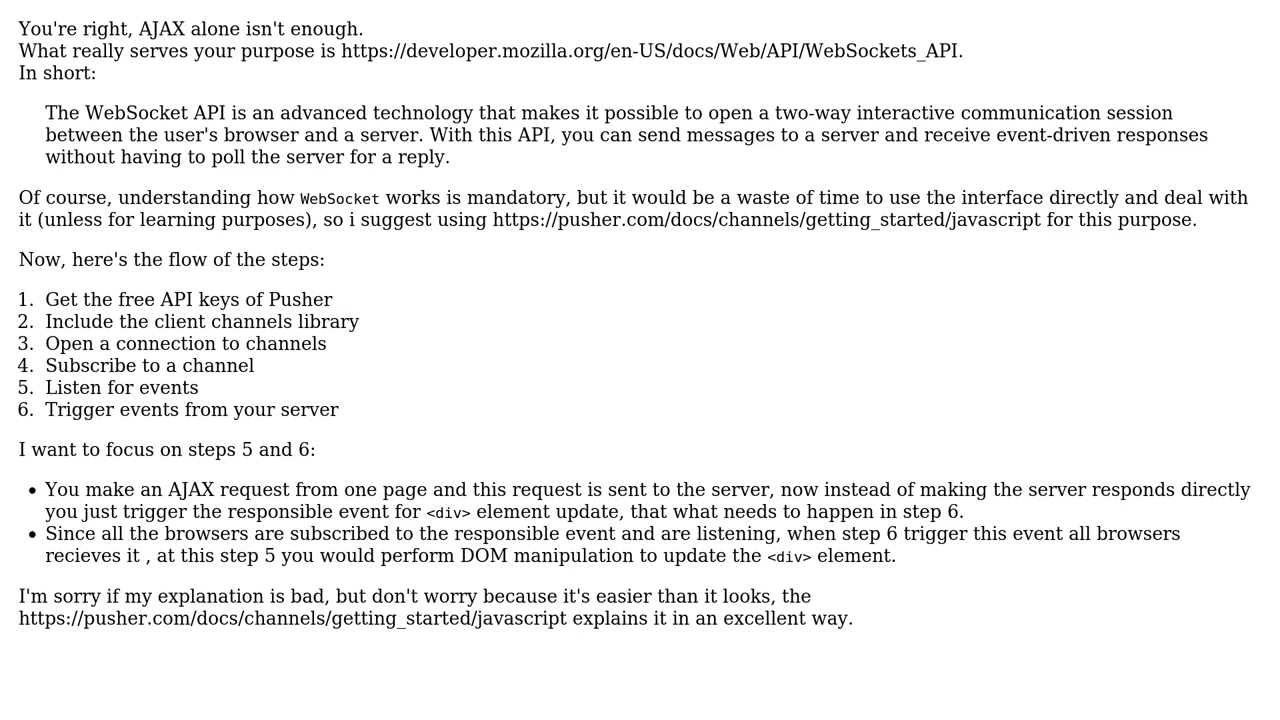 You're right, AJAX alone isn't enough.
What really serves your purpose is https://developer.mozilla.org/en-US/docs/Web/API/WebSockets_API.
In short:
The WebSocket API is an advanced technology that makes it possible to open a two-way interactive communication session
between the user's browser and a server. With this API, you can send messages to a server and receive event-driven responses
without having to poll the server for a reply.
Of course, understanding how WebSocket works is mandatory, but it would be a waste of time to use the interface directly and deal with
it (unless for learning purposes), so i suggest using https://pusher.com/docs/channels/getting_started/javascript for this purpose.
Now, here's the flow of the steps:
1. Get the free API keys of Pusher
2. Include the client channels library
3. Open a connection to channels
4. Subscribe to a channel
5. Listen for events
6. Trigger events from your server
I want to focus on steps 5 and 6:
• You make an AJAX request from one page and this request is sent to the server, now instead of making the server responds directly
you just trigger the responsible event for <div> element update, that what needs to happen in step 6.
• Since all the browsers are subscribed to the responsible event and are listening, when step 6 trigger this event all browsers
recieves it , at this step 5 you would perform DOM manipulation to update the <div> element.
I'm sorry if my explanation is bad, but don't worry because it's easier than it looks, the
https://pusher.com/docs/channels/getting_started/javascript explains it in an excellent way.